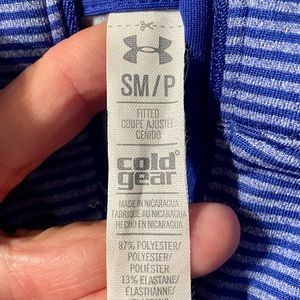 SM/P
FITTED
COUPE AJUSTÉE
CEÑIDO
cold
gear
MADE IN NICARAGUA
FABRIQUÉ AU NICARAGUA
HECHO EN NICARAGUA
87% POLYESTER/
POLYESTER/
POLIÉSTER
13% ELASTANE/
ÉLASTHANNE/